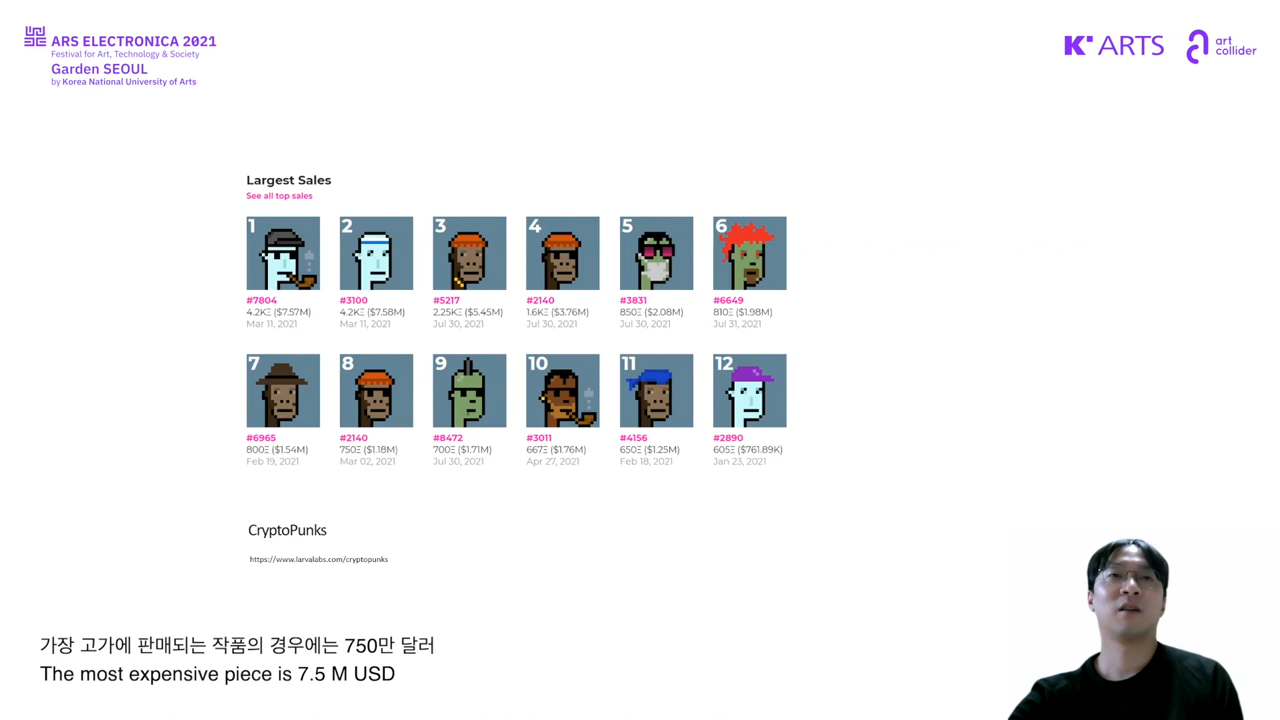 ARS ELECTRONICA 2021
Festival for Art, Technology & Society
Garden SEOUL
by Korea National University of Arts
K ARTS
art
collider
Largest Sales
See all top sales
1 2 3 4 5 6
#7804 #3100 #5217 #2140 #3831 #6649
4.2KΞ ($7.57M) 4.2KΞ ($7.58M) 2.25KΞ ($5.45M) 1.6KΞ ($3.76M) 850Ξ ($2.08M) 810Ξ ($1.98M)
Mar 11, 2021 Mar 11, 2021 Jul 30, 2021 Jul 30, 2021 Jul 30, 2021 Jul 31, 2021
7 8 9 10 11 12
#6965 #2140 #8472 #3011 #4156 #2890
800Ξ ($1.54M) 750Ξ ($1.18M) 700Ξ ($1.71M) 667Ξ ($1.76M) 650Ξ ($1.25M) 605Ξ ($761.89K)
Feb 19, 2021 Mar 02, 2021 Jul 30, 2021 Apr 27, 2021 Feb 18, 2021 Jan 23, 2021
CryptoPunks
https://www.larvalabs.com/cryptopunks
가장 고가에 판매되는 작품의 경우에는 750만 달러
The most expensive piece is 7.5 M USD